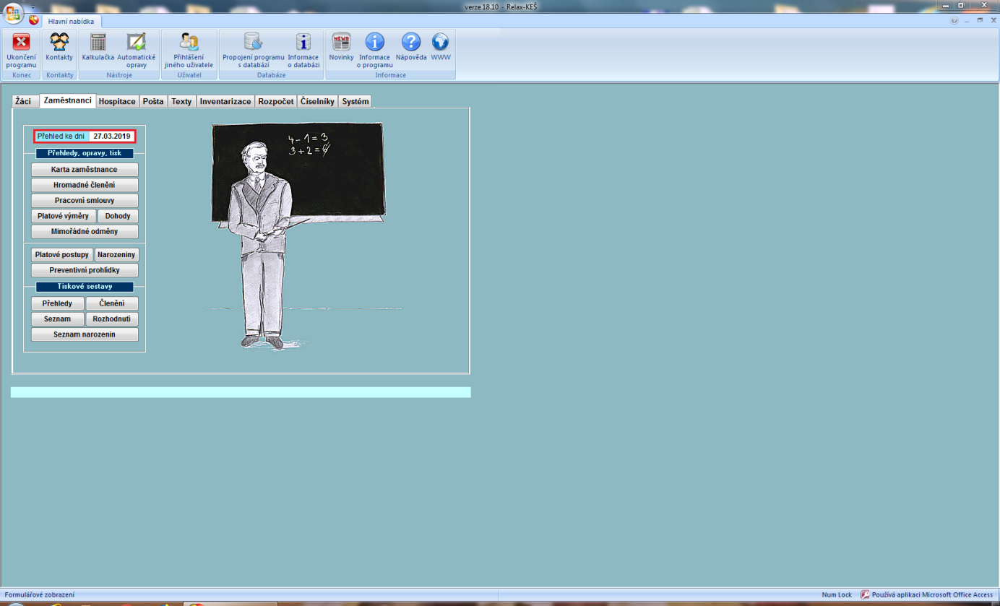 verze 18.10 - Relax-KEŠ
Hlavní nabídka
Ukončení programu
Kontakty
Kalkulačka
Automatické opravy
Přihlášení jiného uživatele
Propojení programu s databází
Informace o databázi
Novinky
Informace o programu
Nápověda
WWW
Konec
Kontakty
Nástroje
Uživatel
Databáze
Informace
Žáci
Zaměstnanci
Hospitace
Pošta
Texty
Inventarizace
Rozpočet
Číselníky
Systém
Přehled ke dni 27.03.2019
Přehledy, opravy, tisk
Karta zaměstnance
Hromadné členění
Pracovní smlouvy
Platové výměry
Dohody
Mimořádné odměny
Platové postupy
Narozeniny
Preventivní prohlídky
Tiskové sestavy
Přehledy
Členění
Seznam
Rozhodnutí
Seznam narozenin
4 - 1 = 3
3 + 2 = 6
NEWS
Formulářové zobrazení
Num Lock
Používá aplikaci Microsoft Office Access